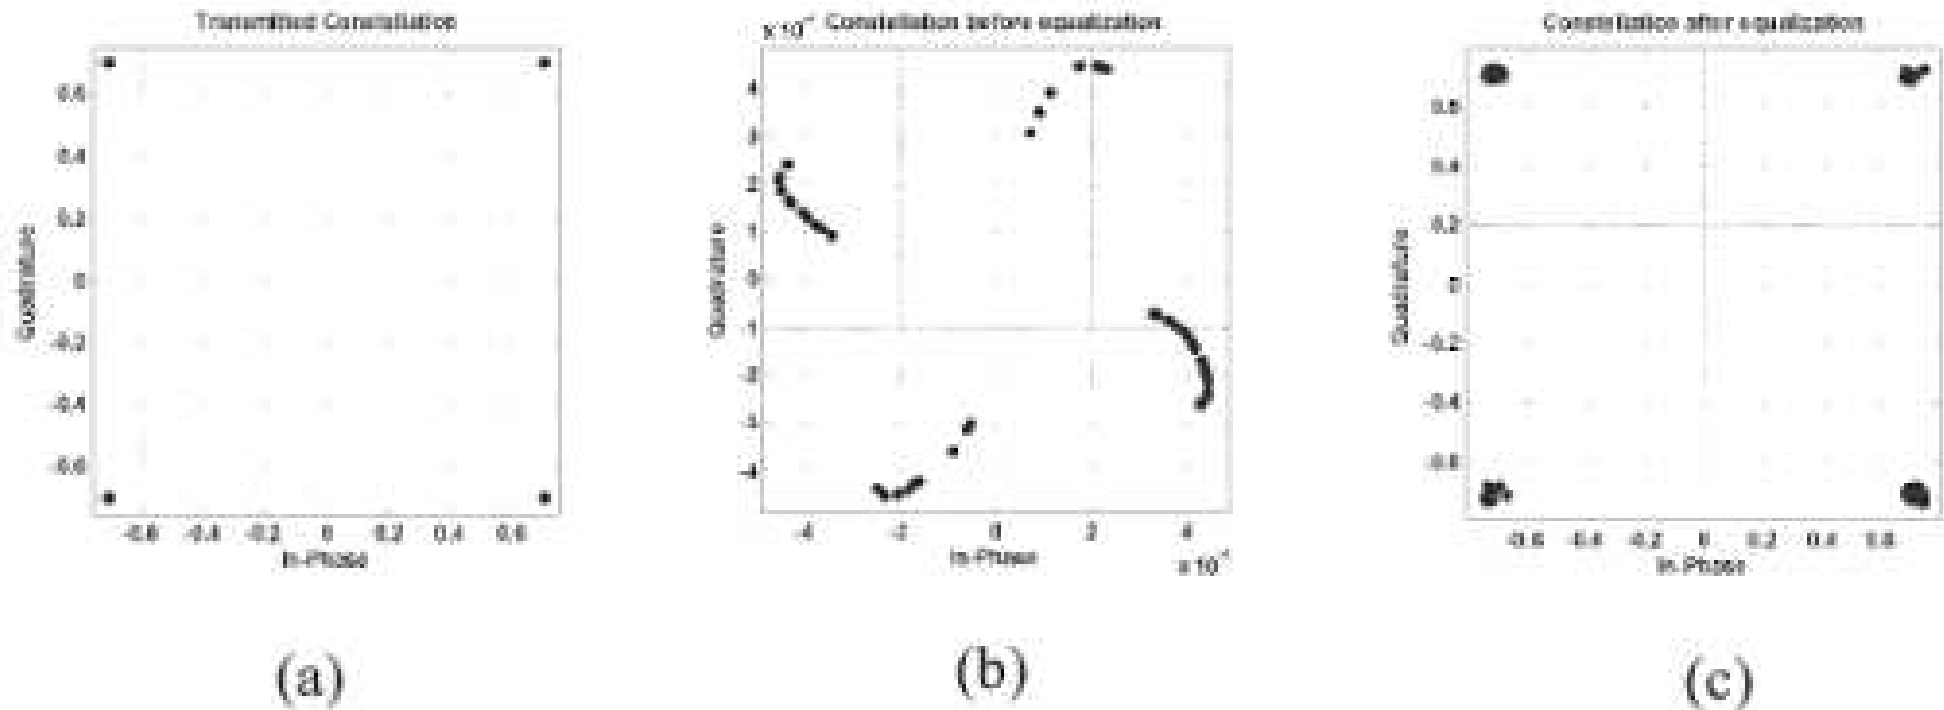 Transmitted Constellation
0.6
0.4
0.2
0
-0.2
-0.4
-0.6
-0.6 -0.4 -0.2 0 0.2 0.4 0.6
In-Phase
Quadrature
(a)
x 10
Constellation before equalization
4
3
2
1
0
-1
-2
-3
-4
-4 -2 0 2 4
In-Phase
x 10
Quadrature
(b)
Constellation after equalization
0.6
0.4
0.2
0
-0.2
-0.4
-0.6
-0.6 -0.4 -0.2 0 0.2 0.4 0.6
In-Phase
Quadrature
(c)